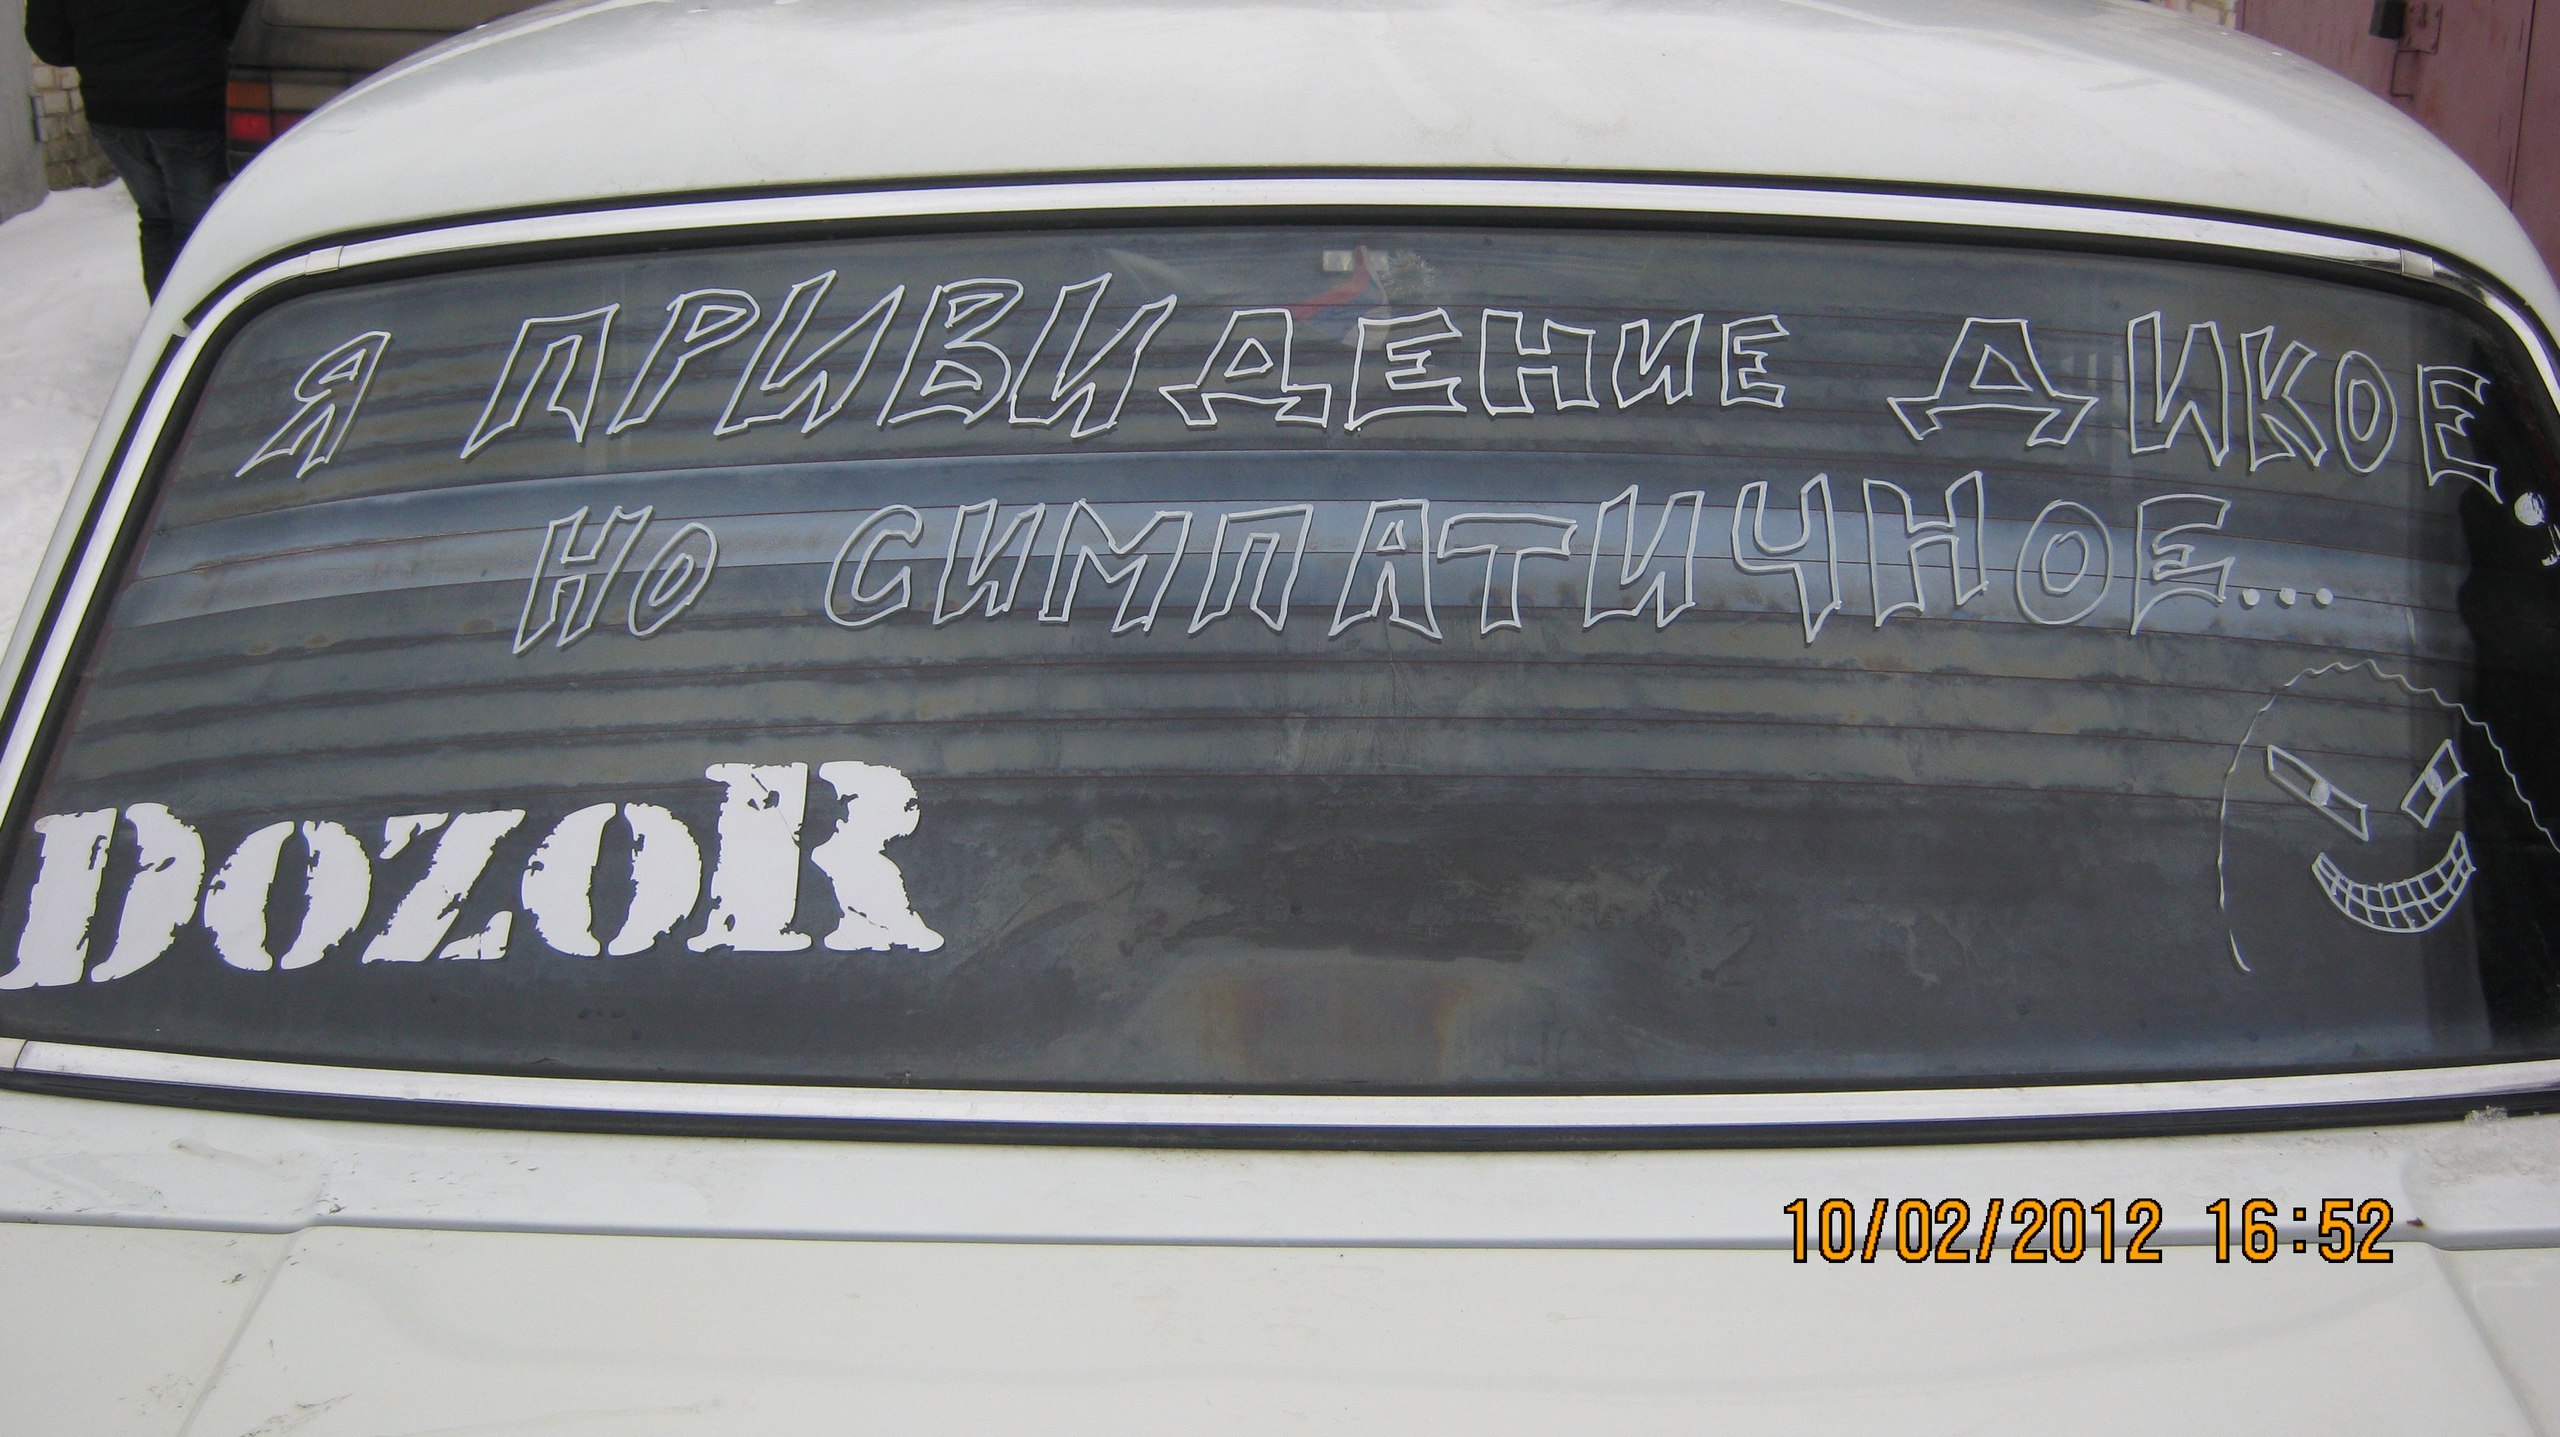 Я ПРИВИДЕНИЕ ДИКОЕ,
НО СИМПАТИЧНОЕ...
DozoR
10/02/2012 16:52